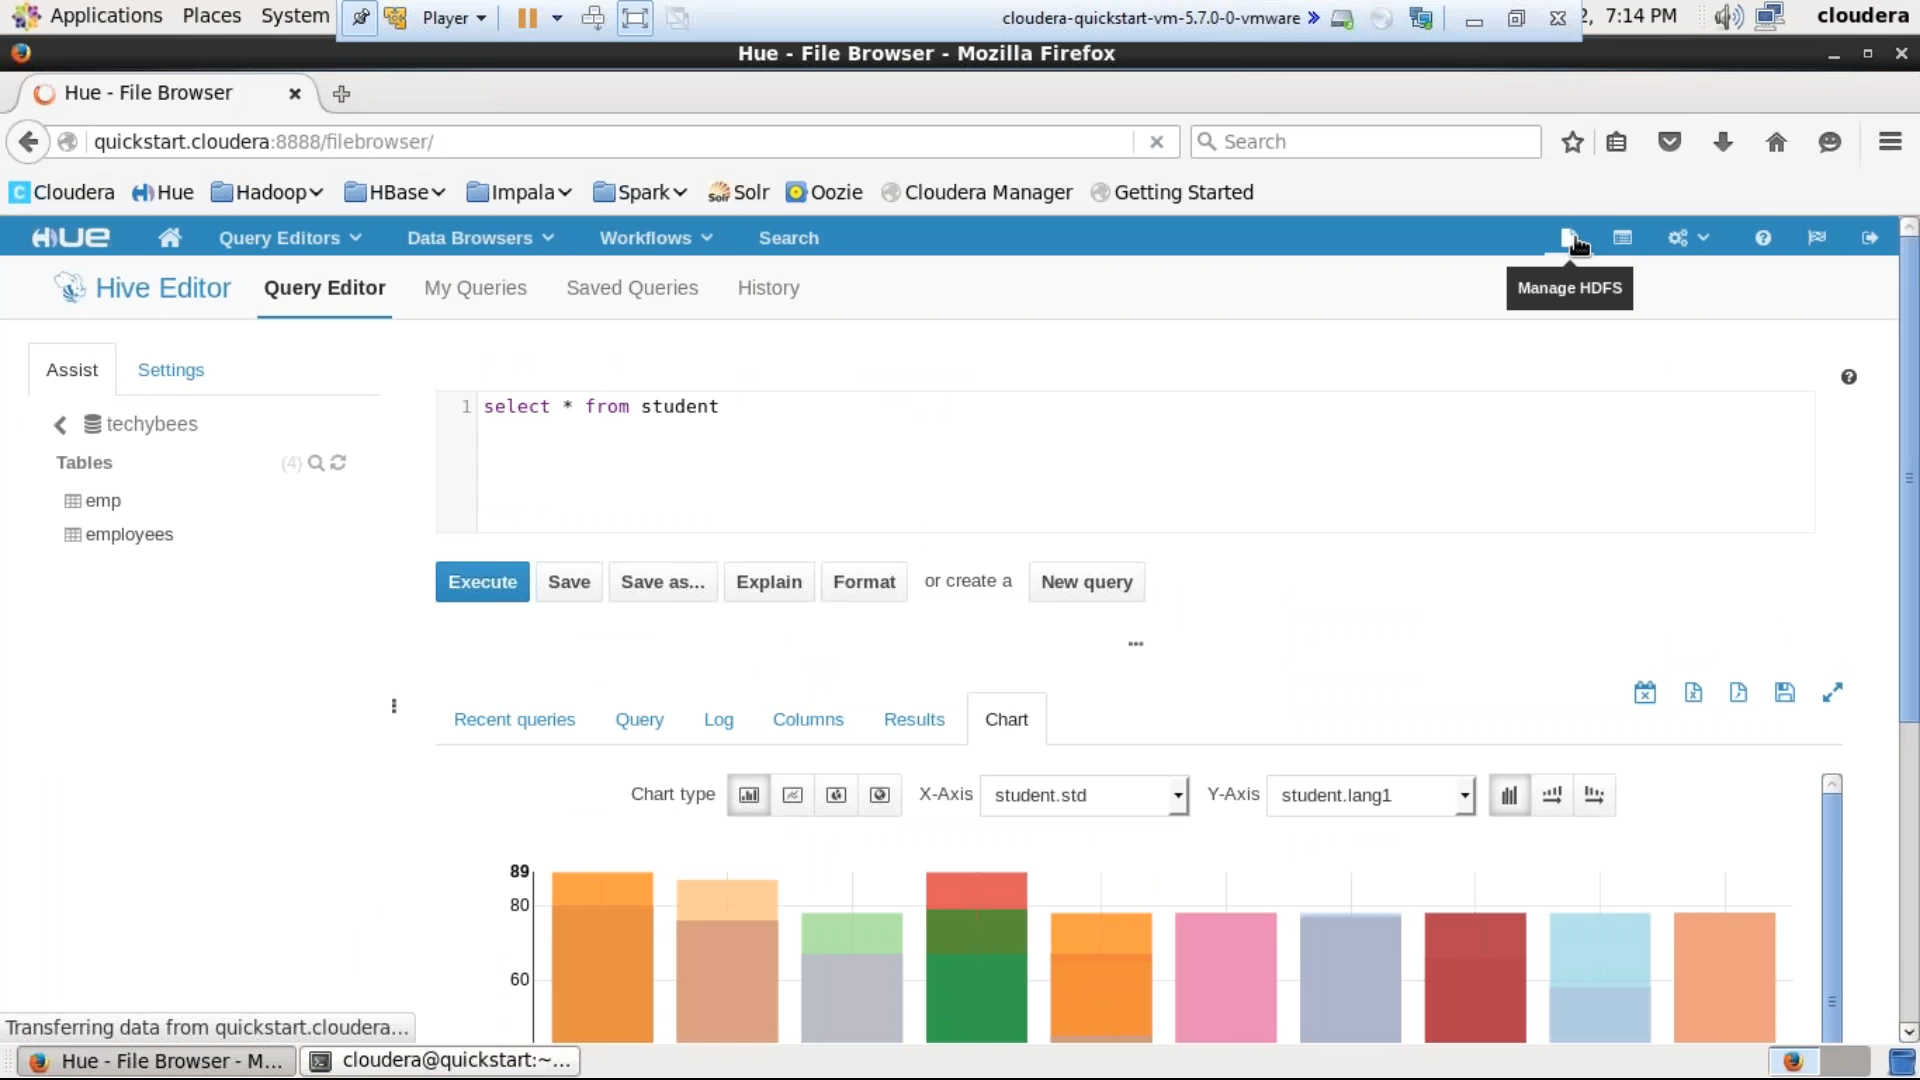 Applications Places System Player cloudera-quickstart-vm-5.7.0-0-vmware 2, 7:14 PM cloudera
Hue - File Browser - Mozilla Firefox
Hue - File Browser
quickstart.cloudera:8888/filebrowser/ Search
Cloudera Hue Hadoop HBase Impala Spark Solr Oozie Cloudera Manager Getting Started
HUE Query Editors Data Browsers Workflows Search
Hive Editor Query Editor My Queries Saved Queries History Manage HDFS
Assist Settings
1 select * from student
techybees
Tables (4)
emp
employees
Execute Save Save as... Explain Format or create a New query
Recent queries Query Log Columns Results Chart
Chart type X-Axis student.std Y-Axis student.lang1
89
80
60
Transferring data from quickstart.cloudera...
Hue - File Browser - M... cloudera@quickstart:~...